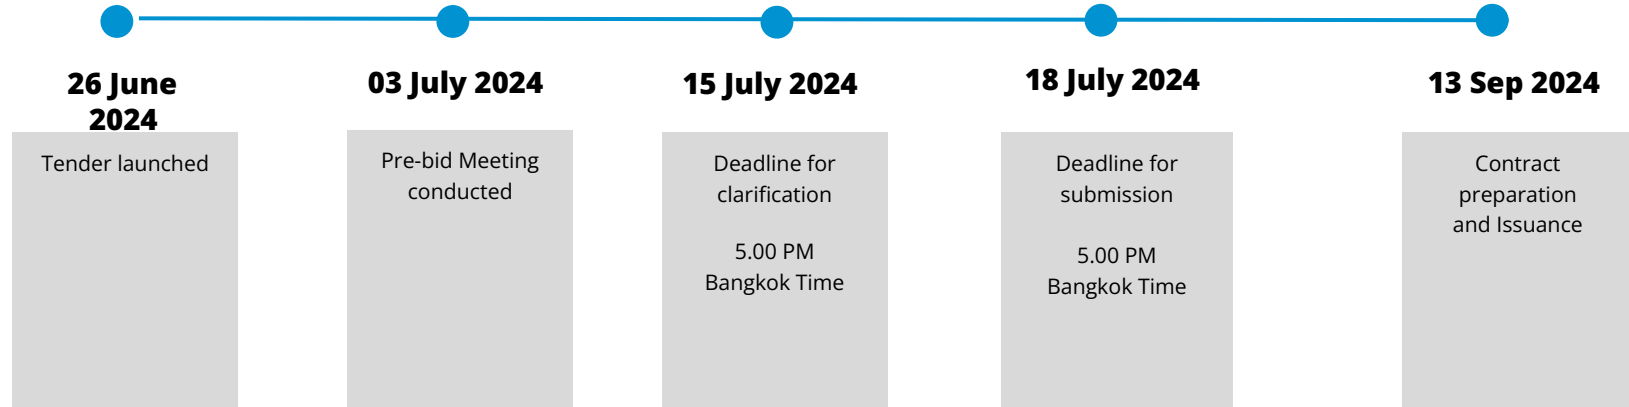 26 June
2024
Tender launched
03 July 2024
Pre-bid Meeting
conducted
15 July 2024
Deadline for
clarification
5.00 PM
Bangkok Time
18 July 2024
Deadline for
submission
5.00 PM
Bangkok Time
13 Sep 2024
Contract
preparation
and Issuance